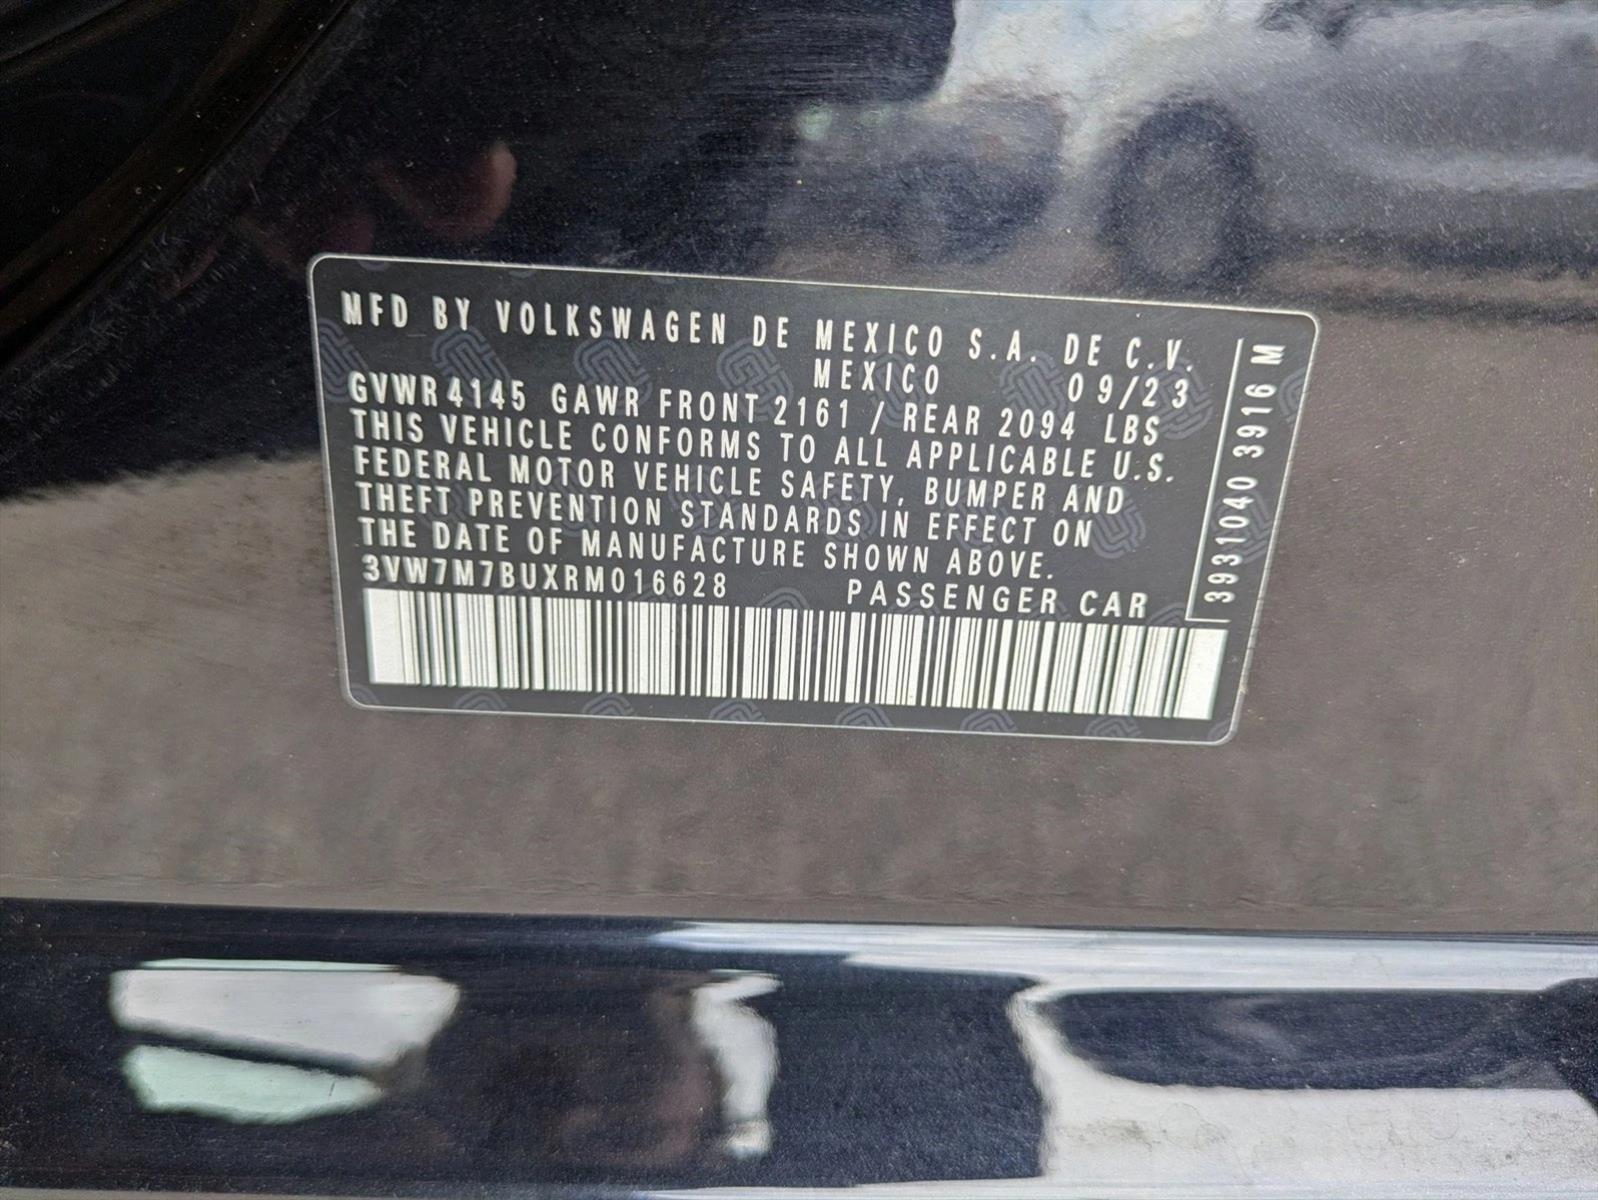 MFD BY VOLKSWAGEN DE MEXICO S.A. DE C.V.
MEXICO 09/23
GVWR 4145 GAWR FRONT 2161 / REAR 2094 LBS
THIS VEHICLE CONFORMS TO ALL APPLICABLE U.S.
FEDERAL MOTOR VEHICLE SAFETY, BUMPER AND
THEFT PREVENTION STANDARDS IN EFFECT ON
THE DATE OF MANUFACTURE SHOWN ABOVE.
3VW7M7BUXRM016628 PASSENGER CAR
3931040 3916 M